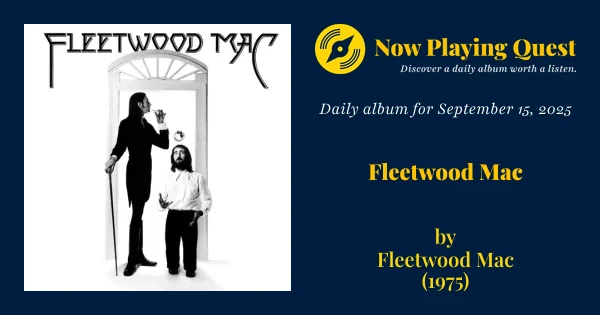 FLEETWOOD MAC
Now Playing Quest
Discover a daily album worth a listen.
Daily album for September 15, 2025
Fleetwood Mac
by
Fleetwood Mac
(1975)